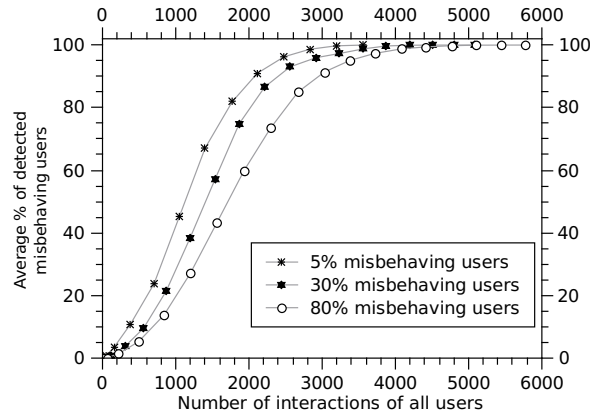 0 1000 2000 3000 4000 5000 6000
100 100
80 80
60 60
40 40
20 20
0 0
Average % of detected
misbehaving users
5% misbehaving users
30% misbehaving users
80% misbehaving users
0 1000 2000 3000 4000 5000 6000
Number of interactions of all users